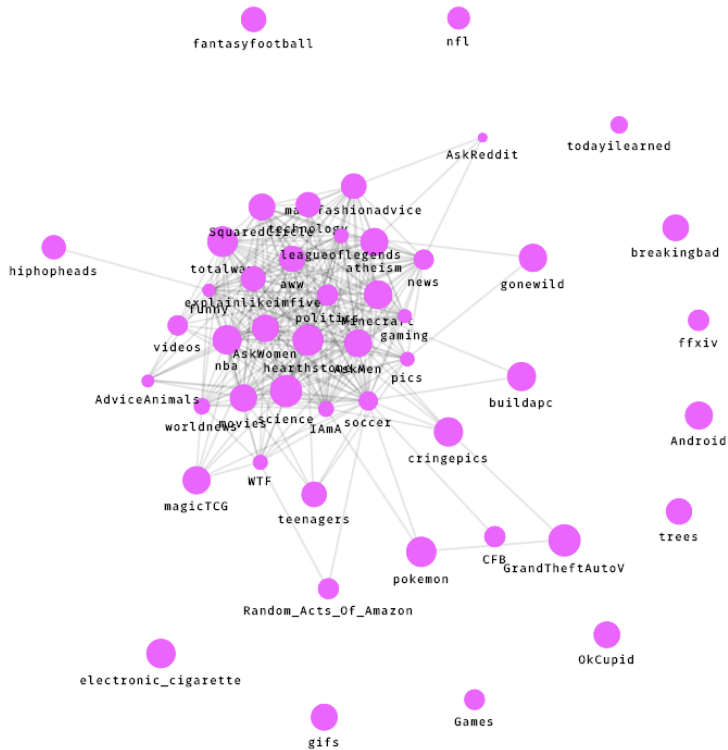 fantasyfootball
nfl
AskReddit
todayilearned
malefashionadvice
SquaredCircle
technology
breakingbad
leagueoflegends
totalwar
atheism
hiphopheads
news
gonewild
aww
explainlikeimfive
funny
politics
Minecraft
gaming
ffxiv
videos
AskWomen
nba
hearthstone
AskMen
pics
AdviceAnimals
buildapc
worldnews
movies
science
IAmA
soccer
Android
cringepics
WTF
magicTCG
teenagers
trees
CFB
GrandTheftAutoV
pokemon
Random_Acts_Of_Amazon
OkCupid
electronic_cigarette
Games
gifs